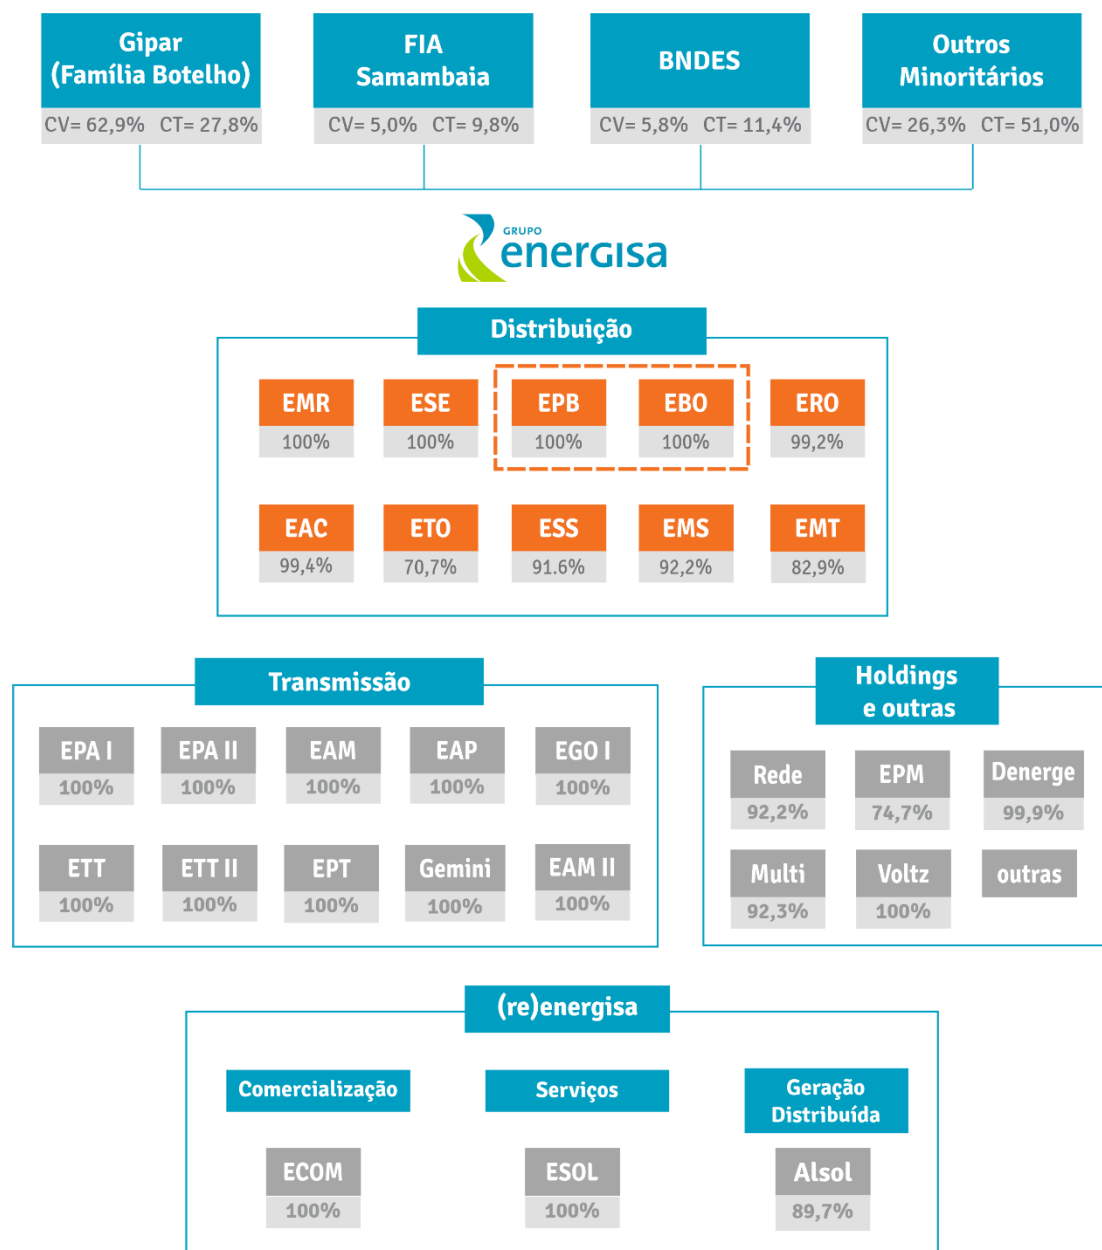 Gipar
(Família Botelho)
CV= 62,9% CT= 27,8%
FIA
Samambaia
CV= 5,0% CT= 9,8%
BNDES
CV= 5,8% CT= 11,4%
Outros
Minoritários
CV= 26,3% CT= 51,0%
GRUPO
energisa
Distribuição
EMR
100%
ESE
100%
EPB
100%
EBO
100%
ERO
99,2%
EAC
99,4%
ETO
70,7%
ESS
91.6%
EMS
92,2%
EMT
82,9%
Transmissão
EPA I
100%
EPA II
100%
EAM
100%
EAP
100%
EGO I
100%
ETT
100%
ETT II
100%
EPT
100%
Gemini
100%
EAM II
100%
Holdings
e outras
Rede
92,2%
EPM
74,7%
Denerge
99,9%
Multi
92,3%
Voltz
100%
outras
(re)energisa
Comercialização
ECOM
100%
Serviços
ESOL
100%
Geração
Distribuída
Alsol
89,7%